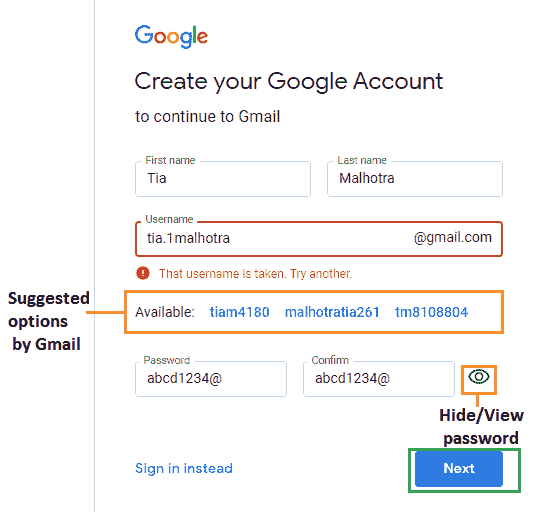 Google
Create your Google Account
to continue to Gmail
First name
Last name
Tia
Malhotra
Username
tia.1malhotra
@gmail.com
That username is taken. Try another.
Suggested
options
by Gmail
Available: tiam4180 malhotratia261 tm8108804
Password
Confirm
abcd1234@
abcd1234@
Hide/View
password
Sign in instead
Next